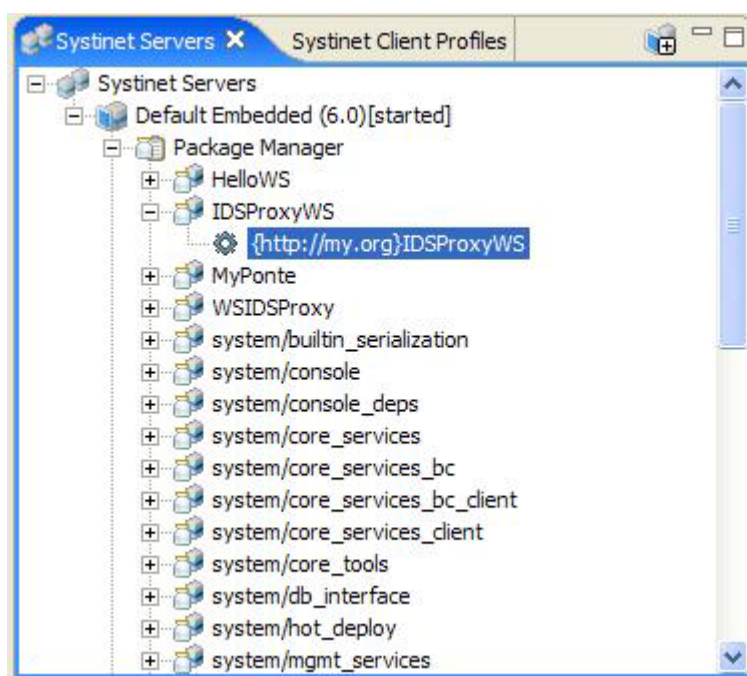 Systinet Servers Systinet Client Profiles
Systinet Servers
Default Embedded (6.0)[started]
Package Manager
HelloWS
IDSProxyWS
{http://my.org}IDSProxyWS
MyPonte
WSIDSProxy
system/builtin_serialization
system/console
system/console_deps
system/core_services
system/core_services_bc
system/core_services_bc_client
system/core_services_client
system/core_tools
system/db_interface
system/hot_deploy
system/mgmt_services